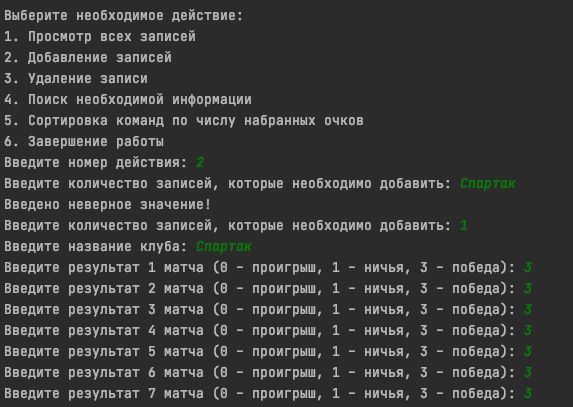 Выберите необходимое действие:
1. Просмотр всех записей
2. Добавление записей
3. Удаление записи
4. Поиск необходимой информации
5. Сортировка команд по числу набранных очков
6. Завершение работы
Введите номер действия: 2
Введите количество записей, которые необходимо добавить: Спартак
Введено неверное значение!
Введите количество записей, которые необходимо добавить: 1
Введите название клуба: Спартак
Введите результат 1 матча (0 - проигрыш, 1 - ничья, 3 - победа): 3
Введите результат 2 матча (0 - проигрыш, 1 - ничья, 3 - победа): 3
Введите результат 3 матча (0 - проигрыш, 1 - ничья, 3 - победа): 3
Введите результат 4 матча (0 - проигрыш, 1 - ничья, 3 - победа): 3
Введите результат 5 матча (0 - проигрыш, 1 - ничья, 3 - победа): 3
Введите результат 6 матча (0 - проигрыш, 1 - ничья, 3 - победа): 3
Введите результат 7 матча (0 - проигрыш, 1 - ничья, 3 - победа): 3